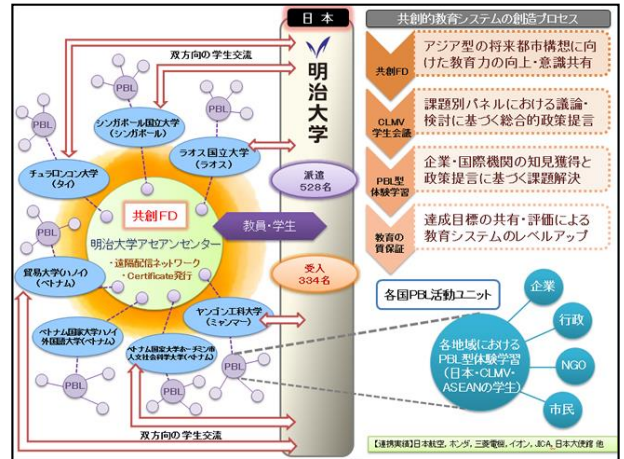 日 本
双方向の学生交流
明治大学
PBL
PBL
PBL
シンガポール国立大学
(シンガポール)
ラオス国立大学
(ラオス)
チュラロンコン大学
(タイ)
派遣
528名
共創FD
教員・学生
明治大学アセアンセンター
・遠隔配信ネットワーク
・Certificate発行
PBL
貿易大学(ハノイ)
(ベトナム)
受入
334名
ヤンゴン工科大学
(ミャンマー)
ベトナム国家大学ハノイ
外国語大学(ベトナム)
ベトナム国家大学ホーチミン市
人文社会科学大学(ベトナム)
PBL
PBL
PBL
双方向の学生交流
共創的教育システムの創造プロセス
共創FD
アジア型の将来都市構想に向
けた教育力の向上・意識共有
CLMV
学生会議
課題別パネルにおける議論・
検討に基づく総合的政策提言
PBL型
体験学習
企業・国際機関の知見獲得と
政策提言に基づく課題解決
教育の
質保証
達成目標の共有・評価による
教育システムのレベルアップ
各国PBL活動ユニット
企業
行政
NGO
市民
各地域における
PBL型体験学習
(日本・CLMV・
ASEANの学生)
【連携実績】日本航空, ホンダ, 三菱電機, イオン, JICA, 日本大使館 他